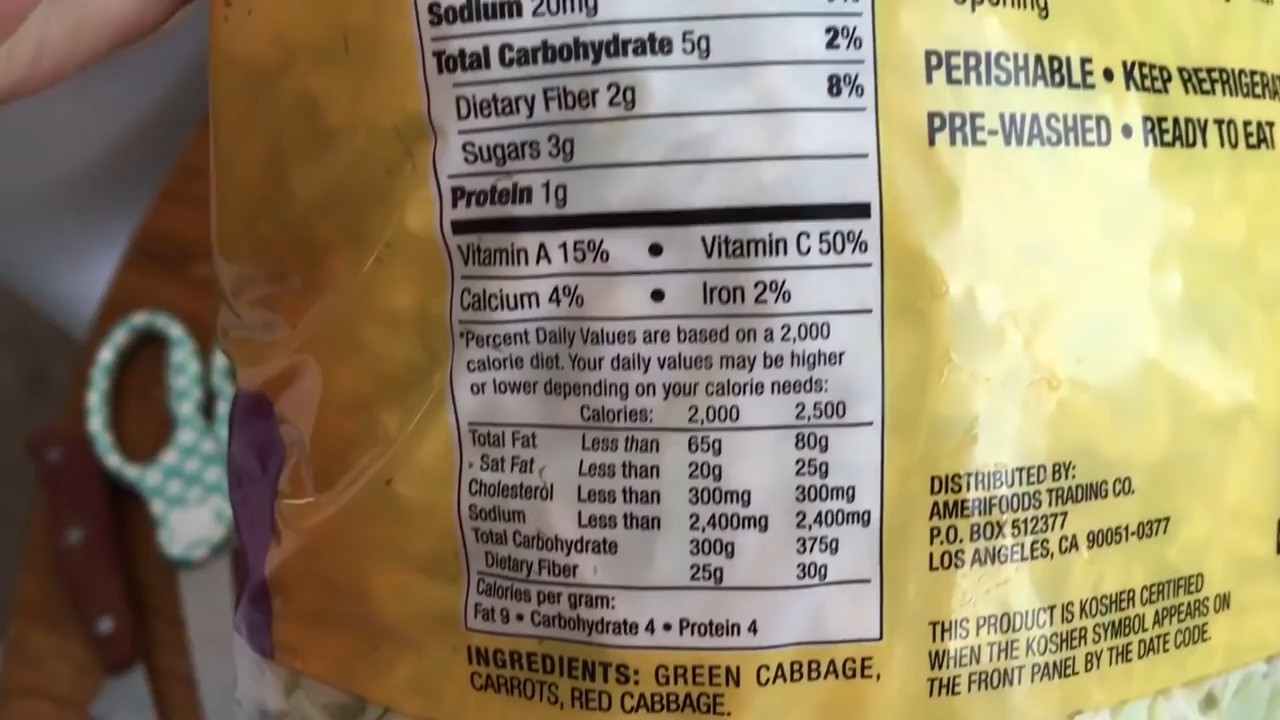 Sodium 20mg
Total Carbohydrate 5g 2%
Dietary Fiber 2g 8%
Sugars 3g
Protein 1g
Vitamin A 15% • Vitamin C 50%
Calcium 4% • Iron 2%
*Percent Daily Values are based on a 2,000
calorie diet. Your daily values may be higher
or lower depending on your calorie needs:
Calories: 2,000 2,500
Total Fat Less than 65g 80g
Sat Fat Less than 20g 25g
Cholesterol Less than 300mg 300mg
Sodium Less than 2,400mg 2,400mg
Total Carbohydrate 300g 375g
Dietary Fiber 25g 30g
Calories per gram:
Fat 9 • Carbohydrate 4 • Protein 4
INGREDIENTS: GREEN CABBAGE,
CARROTS, RED CABBAGE.
PERISHABLE • KEEP REFRIGERA
PRE-WASHED • READY TO EAT
DISTRIBUTED BY:
AMERIFOODS TRADING CO.
P.O. BOX 512377
LOS ANGELES, CA 90051-0377
THIS PRODUCT IS KOSHER CERTIFIED
WHEN THE KOSHER SYMBOL APPEARS ON
THE FRONT PANEL BY THE DATE CODE.